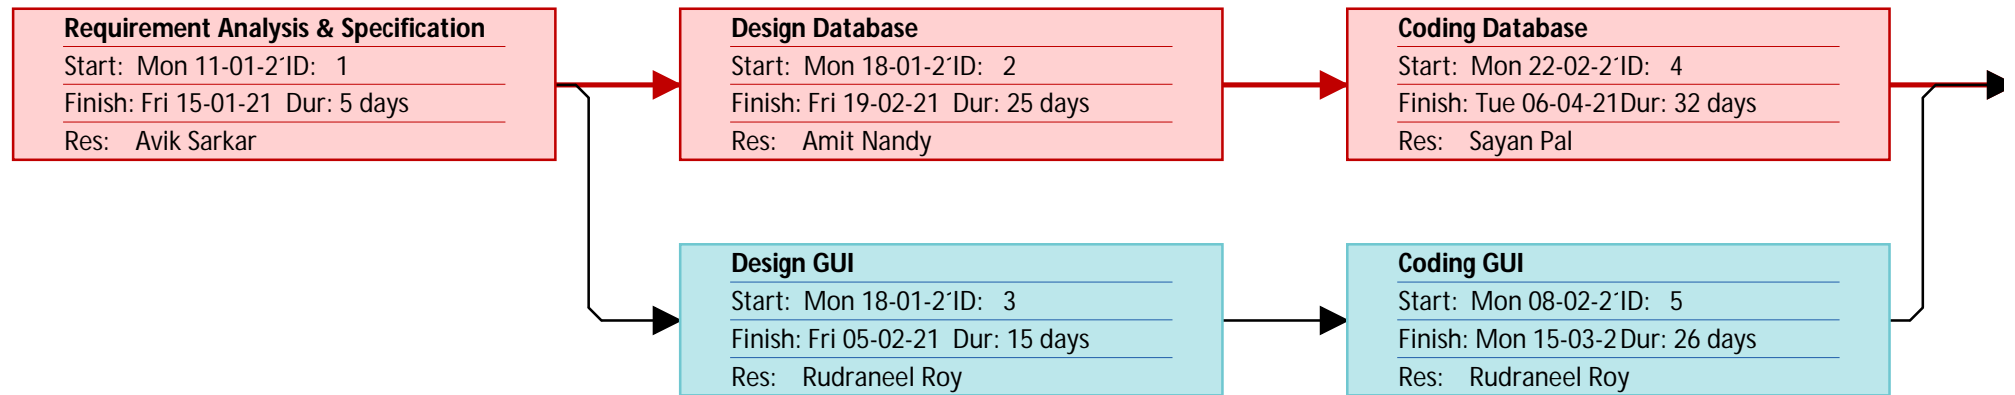 Requirement Analysis & Specification
Start: Mon 11-01-2 ID: 1
Finish: Fri 15-01-21 Dur: 5 days
Res: Avik Sarkar
Design Database
Start: Mon 18-01-2 ID: 2
Finish: Fri 19-02-21 Dur: 25 days
Res: Amit Nandy
Coding Database
Start: Mon 22-02-2 ID: 4
Finish: Tue 06-04-21 Dur: 32 days
Res: Sayan Pal
Design GUI
Start: Mon 18-01-2 ID: 3
Finish: Fri 05-02-21 Dur: 15 days
Res: Rudraneel Roy
Coding GUI
Start: Mon 08-02-2 ID: 5
Finish: Mon 15-03-2 Dur: 26 days
Res: Rudraneel Roy